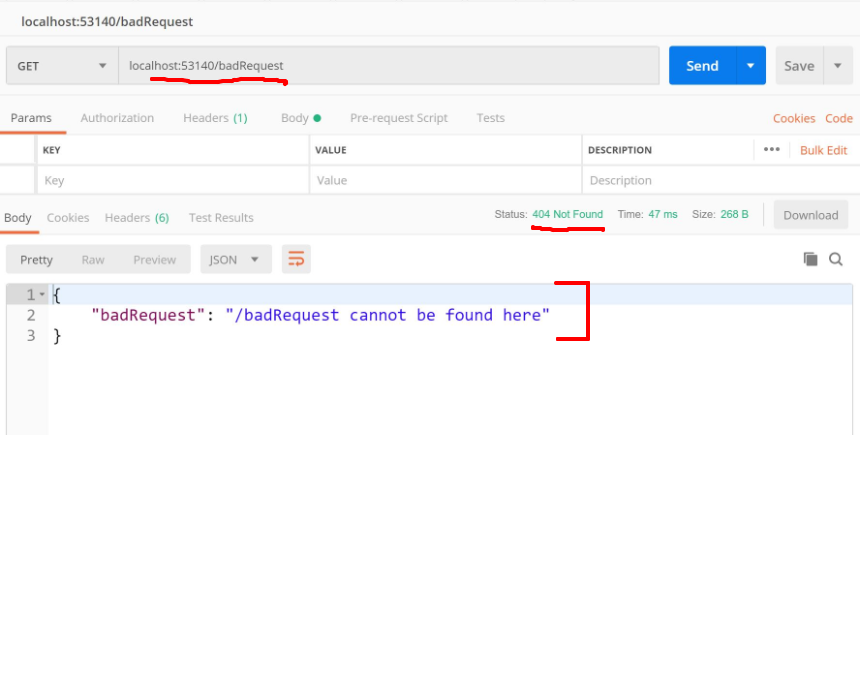 localhost:53140/badRequest
GET localhost:53140/badRequest Send Save
Params Authorization Headers (1) Body Pre-request Script Tests Cookies Code
KEY VALUE DESCRIPTION ••• Bulk Edit
Key Value Description
Body Cookies Headers (6) Test Results Status: 404 Not Found Time: 47 ms Size: 268 B Download
Pretty Raw Preview JSON
1 {
2 "badRequest": "/badRequest cannot be found here"
3 }